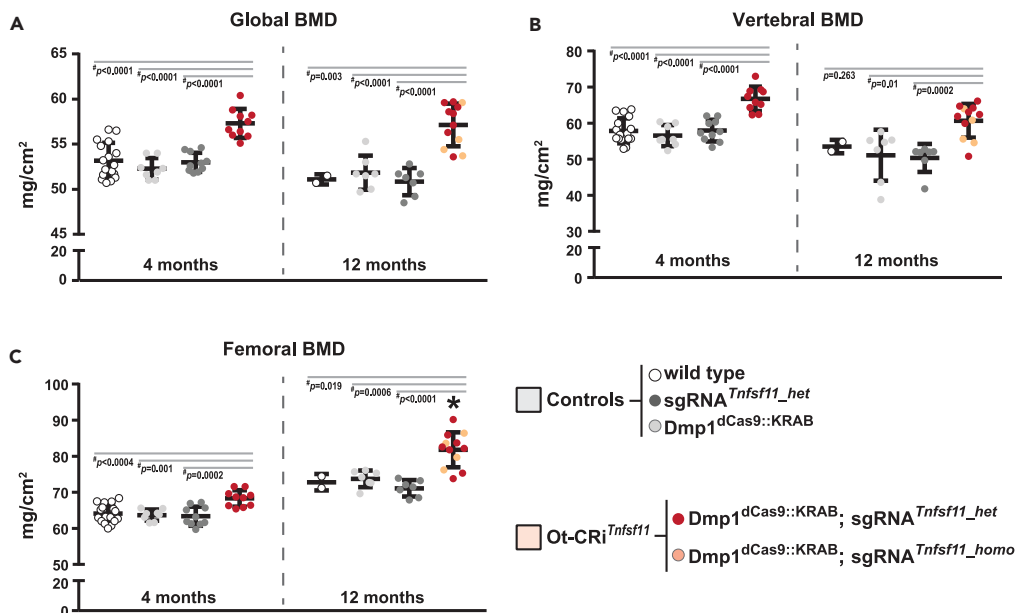 A
Global BMD
65
60
55
50
45
20
0
mg/cm²
#p<0.0001
#p<0.0001
#p<0.0001
#p=0.003
#p<0.0001
#p<0.0001
4 months
12 months
B
Vertebral BMD
80
70
60
50
40
30
20
0
mg/cm²
#p<0.0001
#p<0.0001
#p<0.0001
p=0.263
#p=0.01
#p=0.0002
4 months
12 months
C
Femoral BMD
100
90
80
70
60
50
20
0
mg/cm²
#p<0.0004
#p=0.001
#p=0.0002
#p=0.019
#p=0.0006
#p<0.0001
*
4 months
12 months
Controls
wild type
sgRNA^Tnfsf11_het
Dmp1^dCas9::KRAB
Ot-CRi^Tnfsf11
Dmp1^dCas9::KRAB; sgRNA^Tnfsf11_het
Dmp1^dCas9::KRAB; sgRNA^Tnfsf11_homo